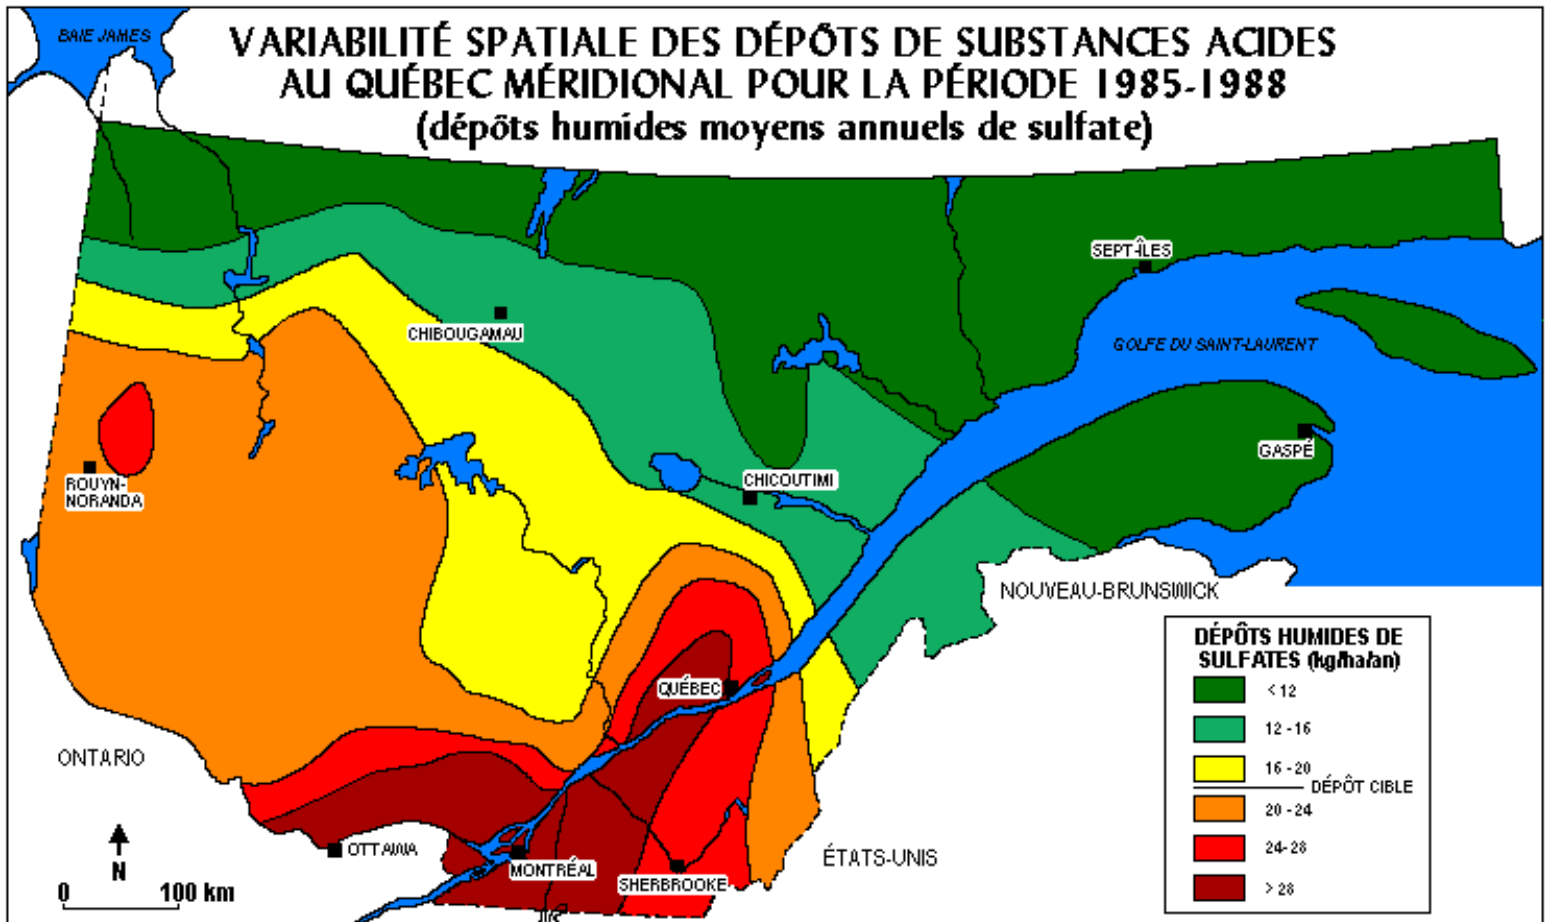 BAIE JAMES
VARIABILITÉ SPATIALE DES DÉPÔTS DE SUBSTANCES ACIDES
AU QUÉBEC MÉRIDIONAL POUR LA PÉRIODE 1985-1988
(dépôts humides moyens annuels de sulfate)
SEPT-ÎLES
CHIBOUGAMAU
GOLFE DU SAINT-LAURENT
GASPÉ
ROUYN-
NORANDA
CHICOUTIMI
NOUVEAU-BRUNSWICK
QUÉBEC
ONTARIO
OTTAWA
MONTRÉAL
SHERBROOKE
ÉTATS-UNIS
N
0 100 km
DÉPÔTS HUMIDES DE
SULFATES (kg/ha/an)
< 12
12 - 16
16 - 20
DÉPÔT CIBLE
20 - 24
24-28
> 28